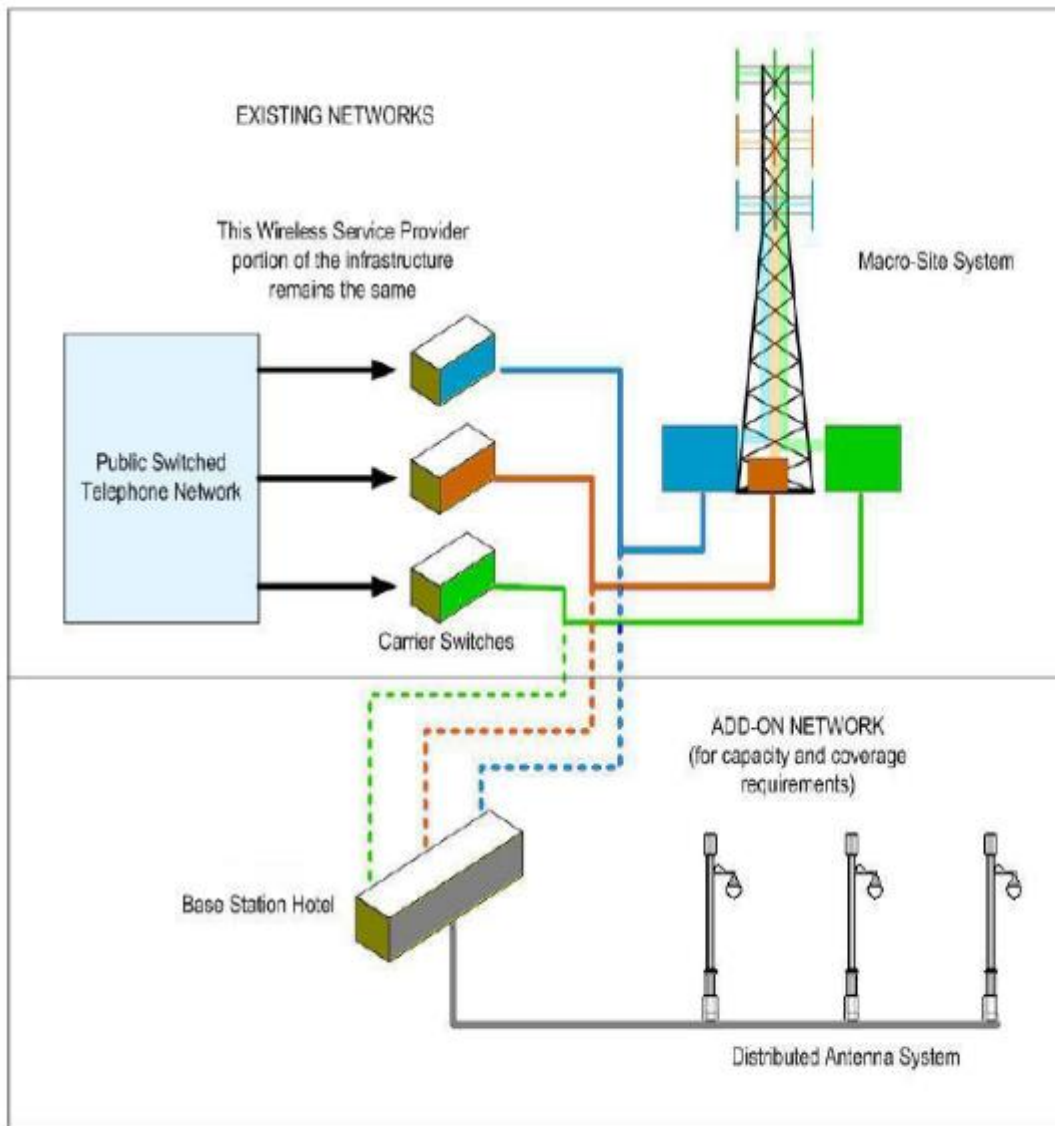 EXISTING NETWORKS
This Wireless Service Provider
portion of the infrastructure
remains the same
Macro-Site System
Public Switched
Telephone Network
Carrier Switches
ADD-ON NETWORK
(for capacity and coverage
requirements)
Base Station Hotel
Distributed Antenna System